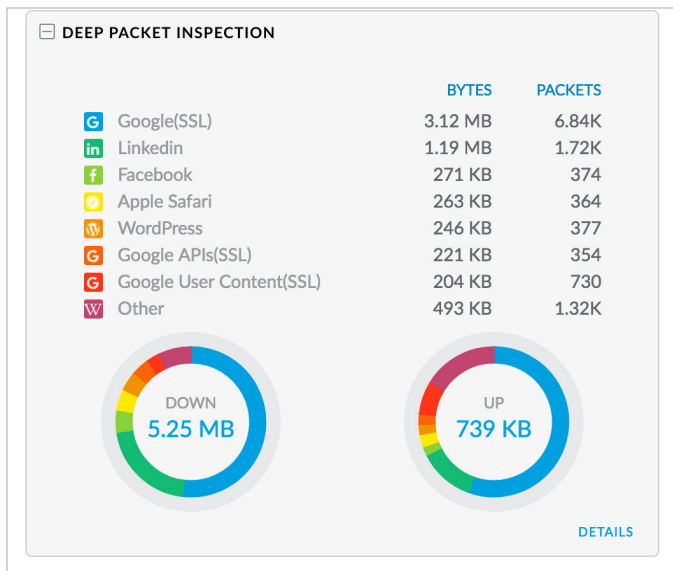 DEEP PACKET INSPECTION
BYTES PACKETS
G Google(SSL) 3.12 MB 6.84K
in Linkedin 1.19 MB 1.72K
f Facebook 271 KB 374
Apple Safari 263 KB 364
W WordPress 246 KB 377
G Google APIs(SSL) 221 KB 354
G Google User Content(SSL) 204 KB 730
W Other 493 KB 1.32K
DOWN
5.25 MB
UP
739 KB
DETAILS